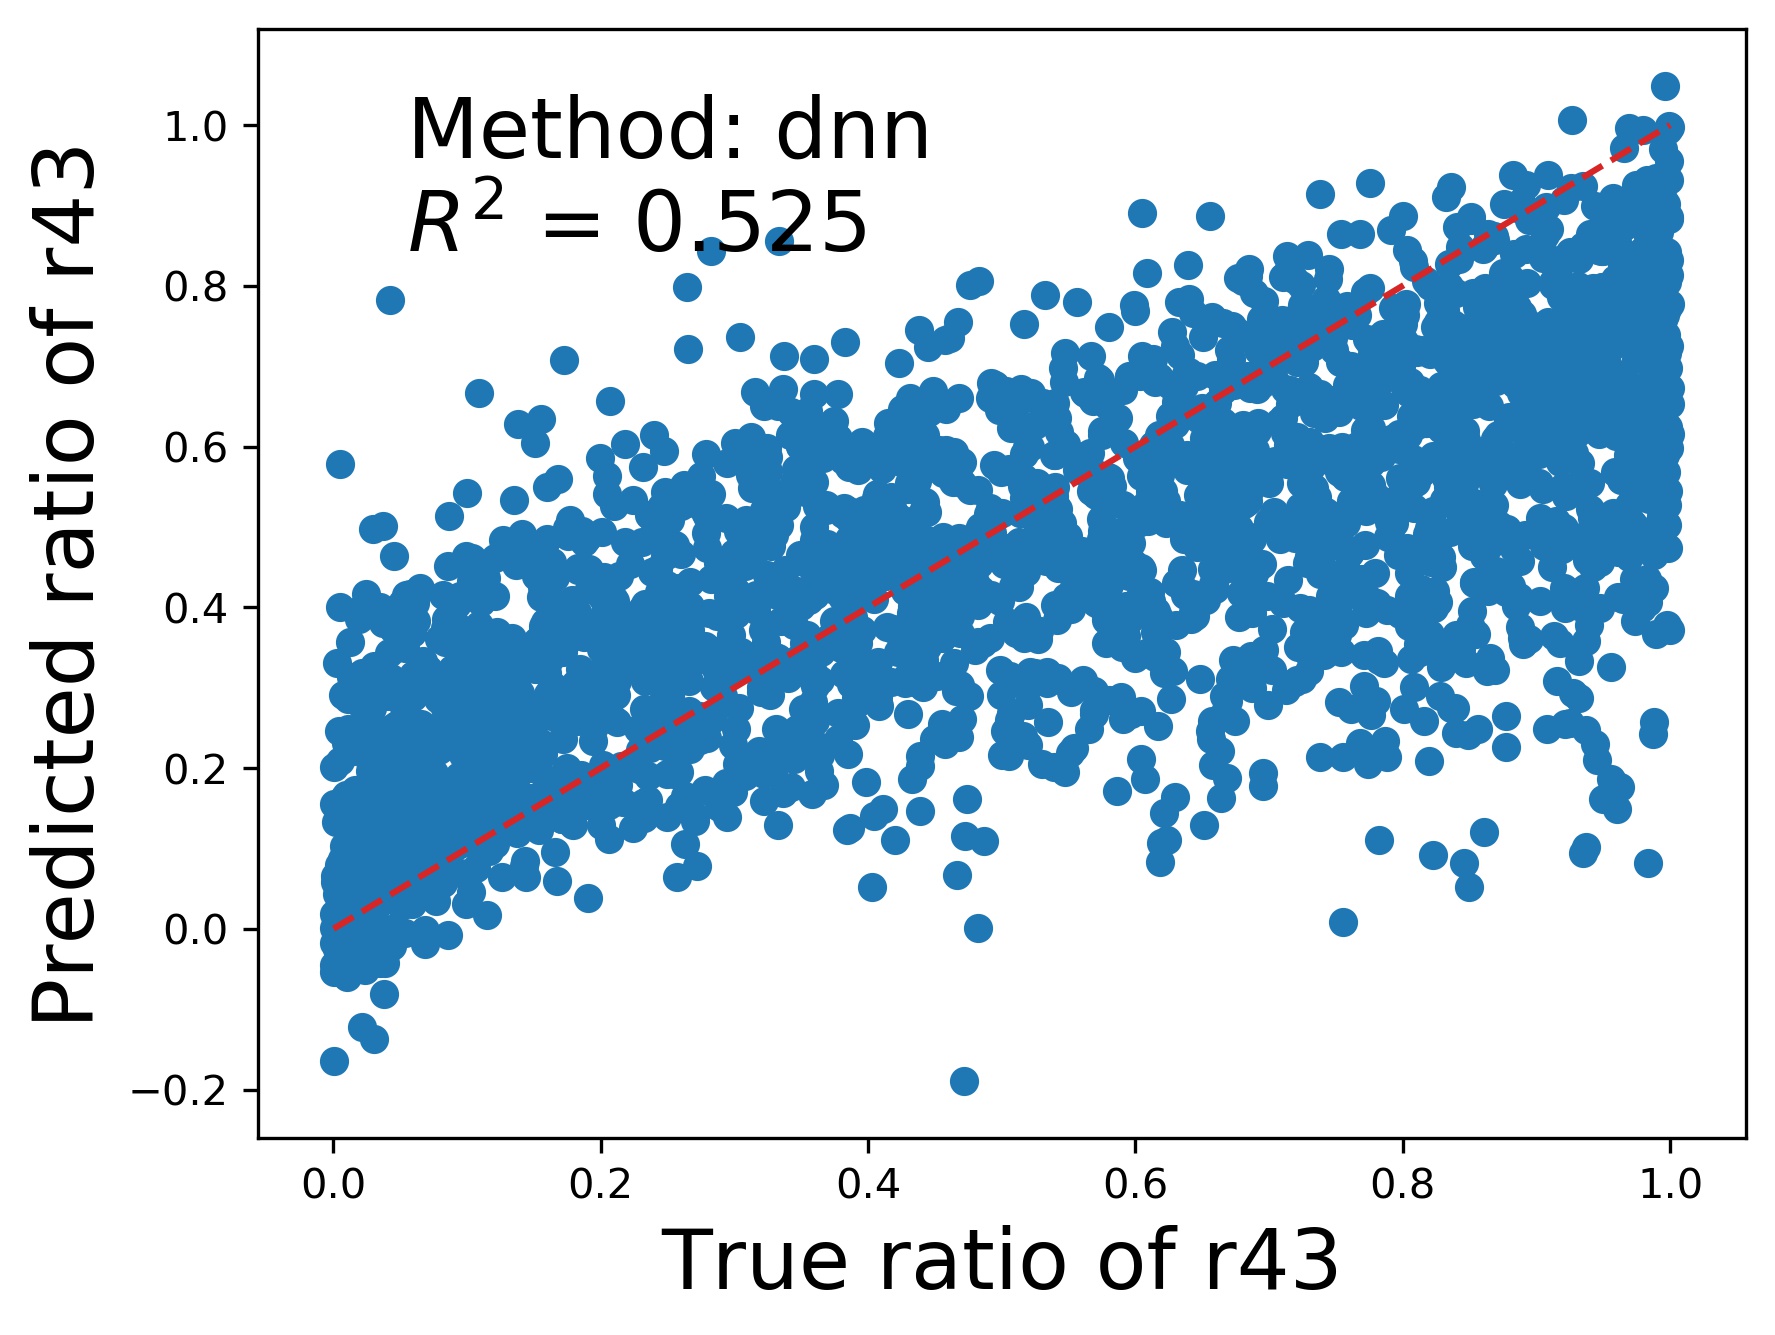 Method: dnn
R² = 0.525
Predicted ratio of r43
1.0
0.8
0.6
0.4
0.2
0.0
−0.2
0.0 0.2 0.4 0.6 0.8 1.0
True ratio of r43